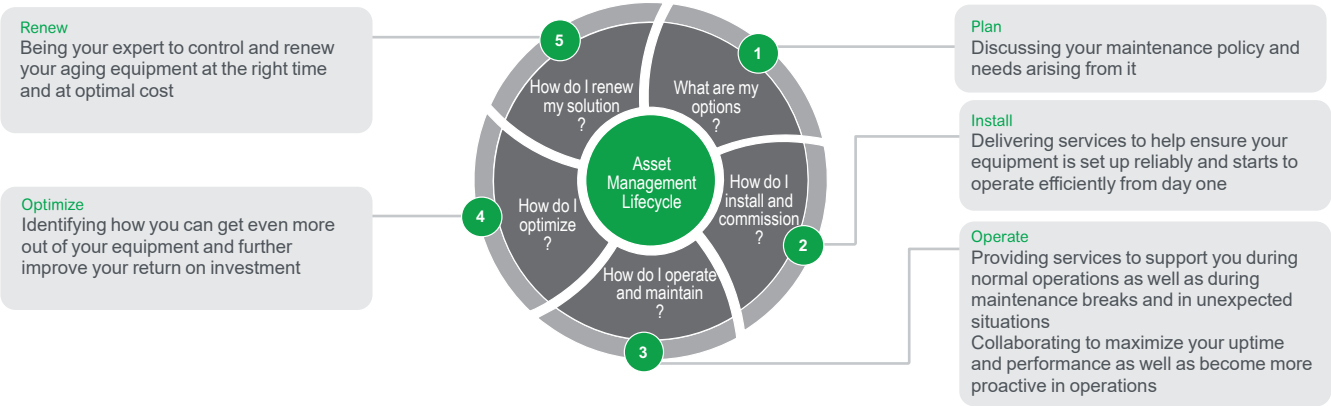 Renew
Being your expert to control and renew
your aging equipment at the right time
and at optimal cost
Optimize
Identifying how you can get even more
out of your equipment and further
improve your return on investment
5
How do I renew
my solution
?
1
What are my
options
?
Asset
Management
Lifecycle
How do I
install and
commission
?
2
4
How do I
optimize
?
How do I operate
and maintain
?
3
Plan
Discussing your maintenance policy and
needs arising from it
Install
Delivering services to help ensure your
equipment is set up reliably and starts to
operate efficiently from day one
Operate
Providing services to support you during
normal operations as well as during
maintenance breaks and in unexpected
situations
Collaborating to maximize your uptime
and performance as well as become more
proactive in operations